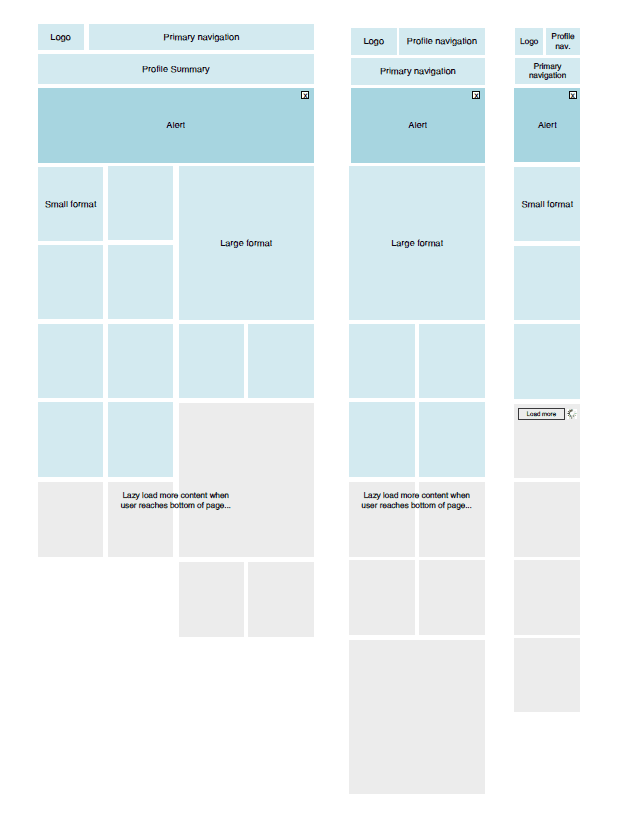 Logo
Primary navigation
Profile Summary
x
Alert
Small format
Large format
Lazy load more content when
user reaches bottom of page...
Logo
Profile navigation
Primary navigation
x
Alert
Large format
Lazy load more content when
user reaches bottom of page...
Logo
Profile
nav.
Primary
navigation
x
Alert
Small format
Load more